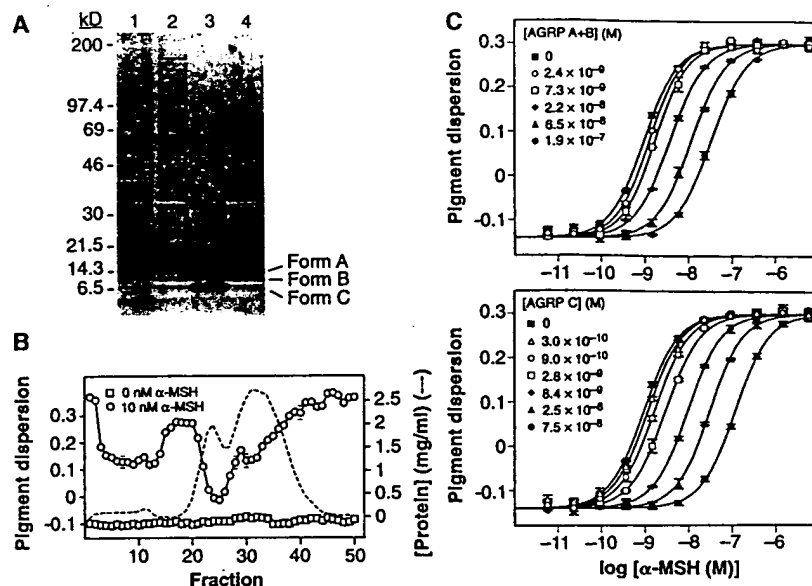 A
kD 1 2 3 4
200
97.4
69
46
30
21.5
14.3
6.5
Form A
Form B
Form C
B
Pigment dispersion
0.3
0.2
0.1
0
-0.1
0 nM α-MSH
10 nM α-MSH
2.5
2
1.5
1
0.5
0
[Protein] (mg/ml) (---)
10 20 30 40 50
Fraction
C
Pigment dispersion
0.3
0.1
0
-0.1
[AGRP A+B] (M)
0
2.4 × 10⁻⁹
7.3 × 10⁻⁹
2.2 × 10⁻⁸
6.5 × 10⁻⁸
1.9 × 10⁻⁷
−11 −10 −9 −8 −7 −6
Pigment dispersion
0.3
0.1
0
-0.1
[AGRP C] (M)
0
3.0 × 10⁻¹⁰
9.0 × 10⁻¹⁰
2.8 × 10⁻⁹
8.4 × 10⁻⁹
2.5 × 10⁻⁸
7.5 × 10⁻⁸
−11 −10 −9 −8 −7 −6
log [α-MSH (M)]